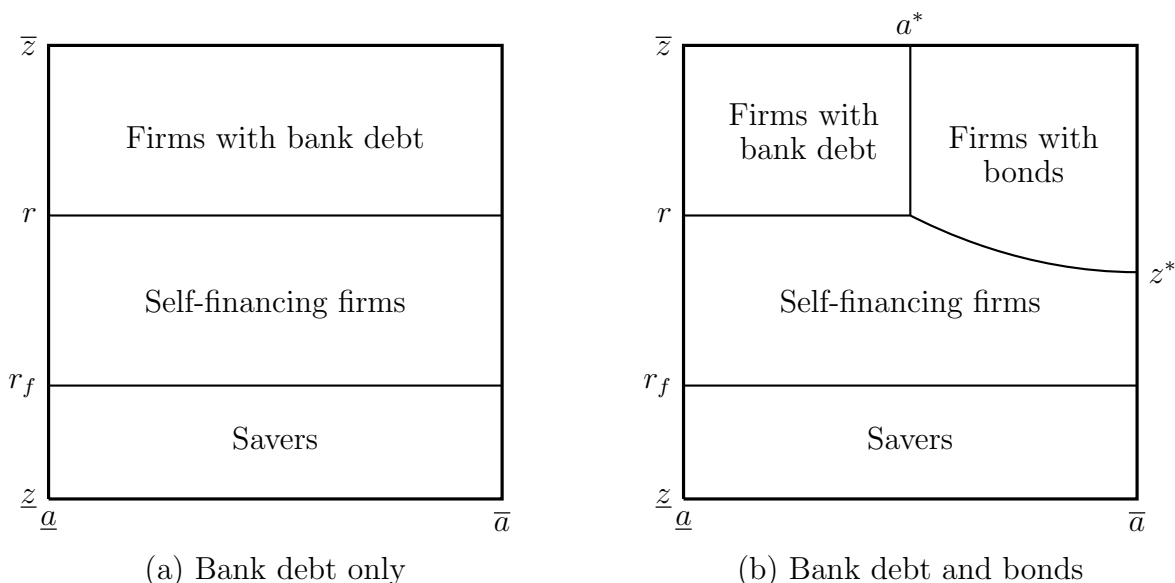 z̅
Firms with bank debt
r
Self-financing firms
r_f
Savers
z̲
a̲
a̅
(a) Bank debt only
a*
z̅
Firms with
bank debt
Firms with
bonds
r
z*
Self-financing firms
r_f
Savers
z̲
a̲
a̅
(b) Bank debt and bonds